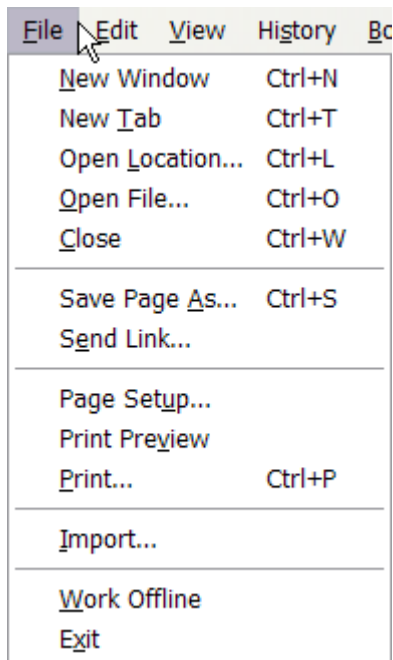 File Edit View History Bo
New Window Ctrl+N
New Tab Ctrl+T
Open Location... Ctrl+L
Open File... Ctrl+O
Close Ctrl+W
Save Page As... Ctrl+S
Send Link...
Page Setup...
Print Preview
Print... Ctrl+P
Import...
Work Offline
Exit